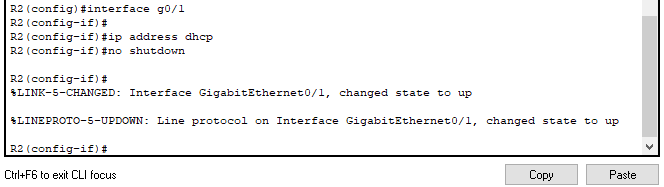 R2(config)#interface g0/1
R2(config-if)#
R2(config-if)#ip address dhcp
R2(config-if)#no shutdown
R2(config-if)#
%LINK-5-CHANGED: Interface GigabitEthernet0/1, changed state to up
%LINEPROTO-5-UPDOWN: Line protocol on Interface GigabitEthernet0/1, changed state to up
R2(config-if)#
Ctrl+F6 to exit CLI focus
Copy
Paste